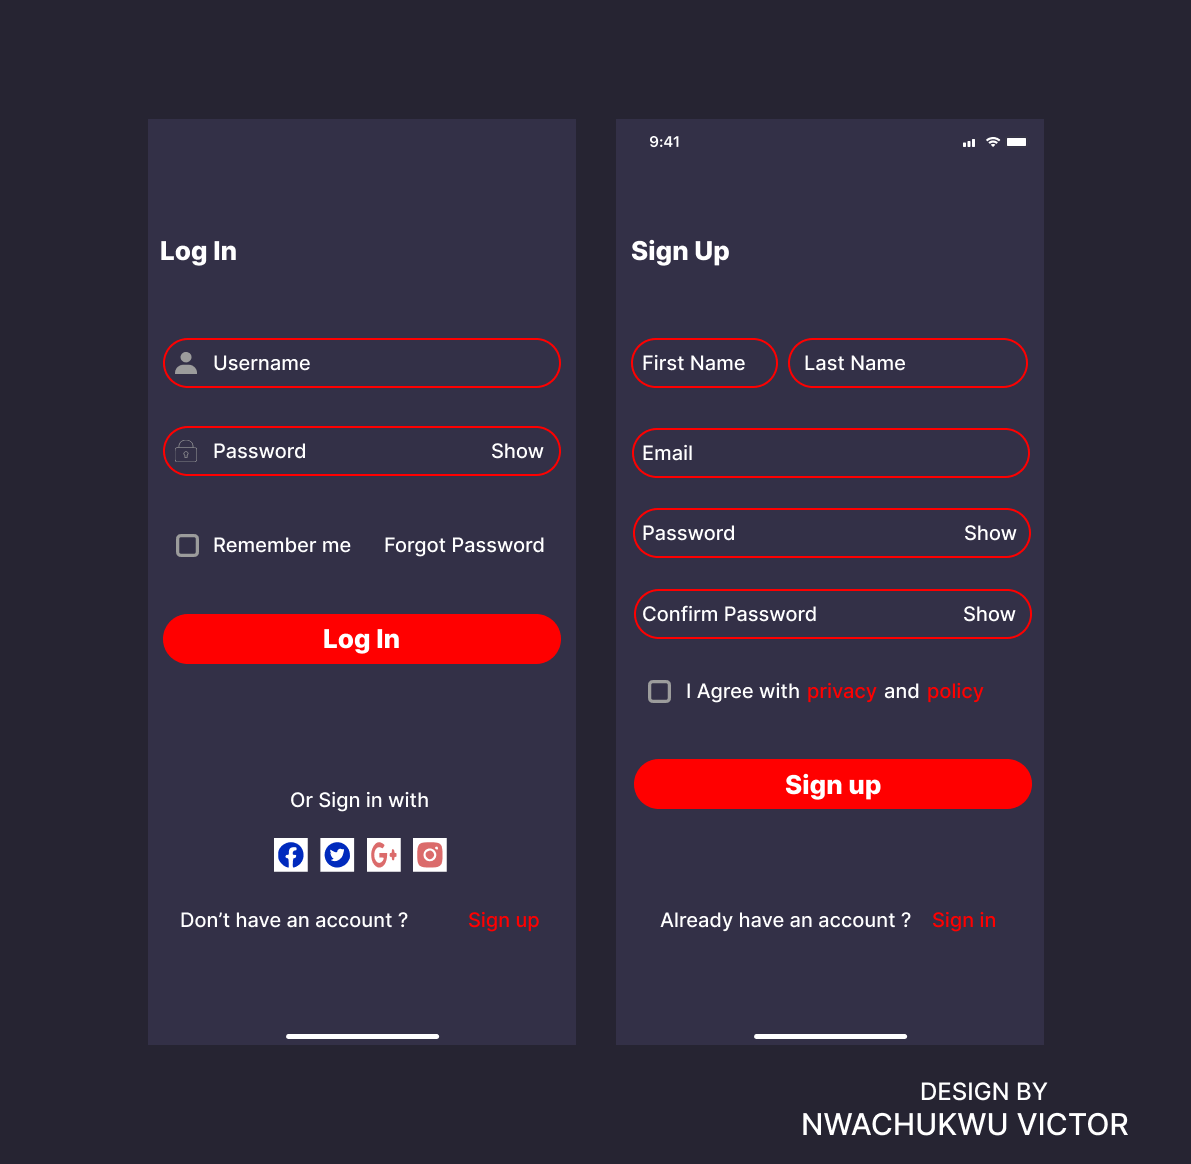 Log In
Username
Password Show
Remember me Forgot Password
Log In
Or Sign in with
G+
Don’t have an account ? Sign up
9:41
Sign Up
First Name Last Name
Email
Password Show
Confirm Password Show
I Agree with privacy and policy
Sign up
Already have an account ? Sign in
DESIGN BY
NWACHUKWU VICTOR